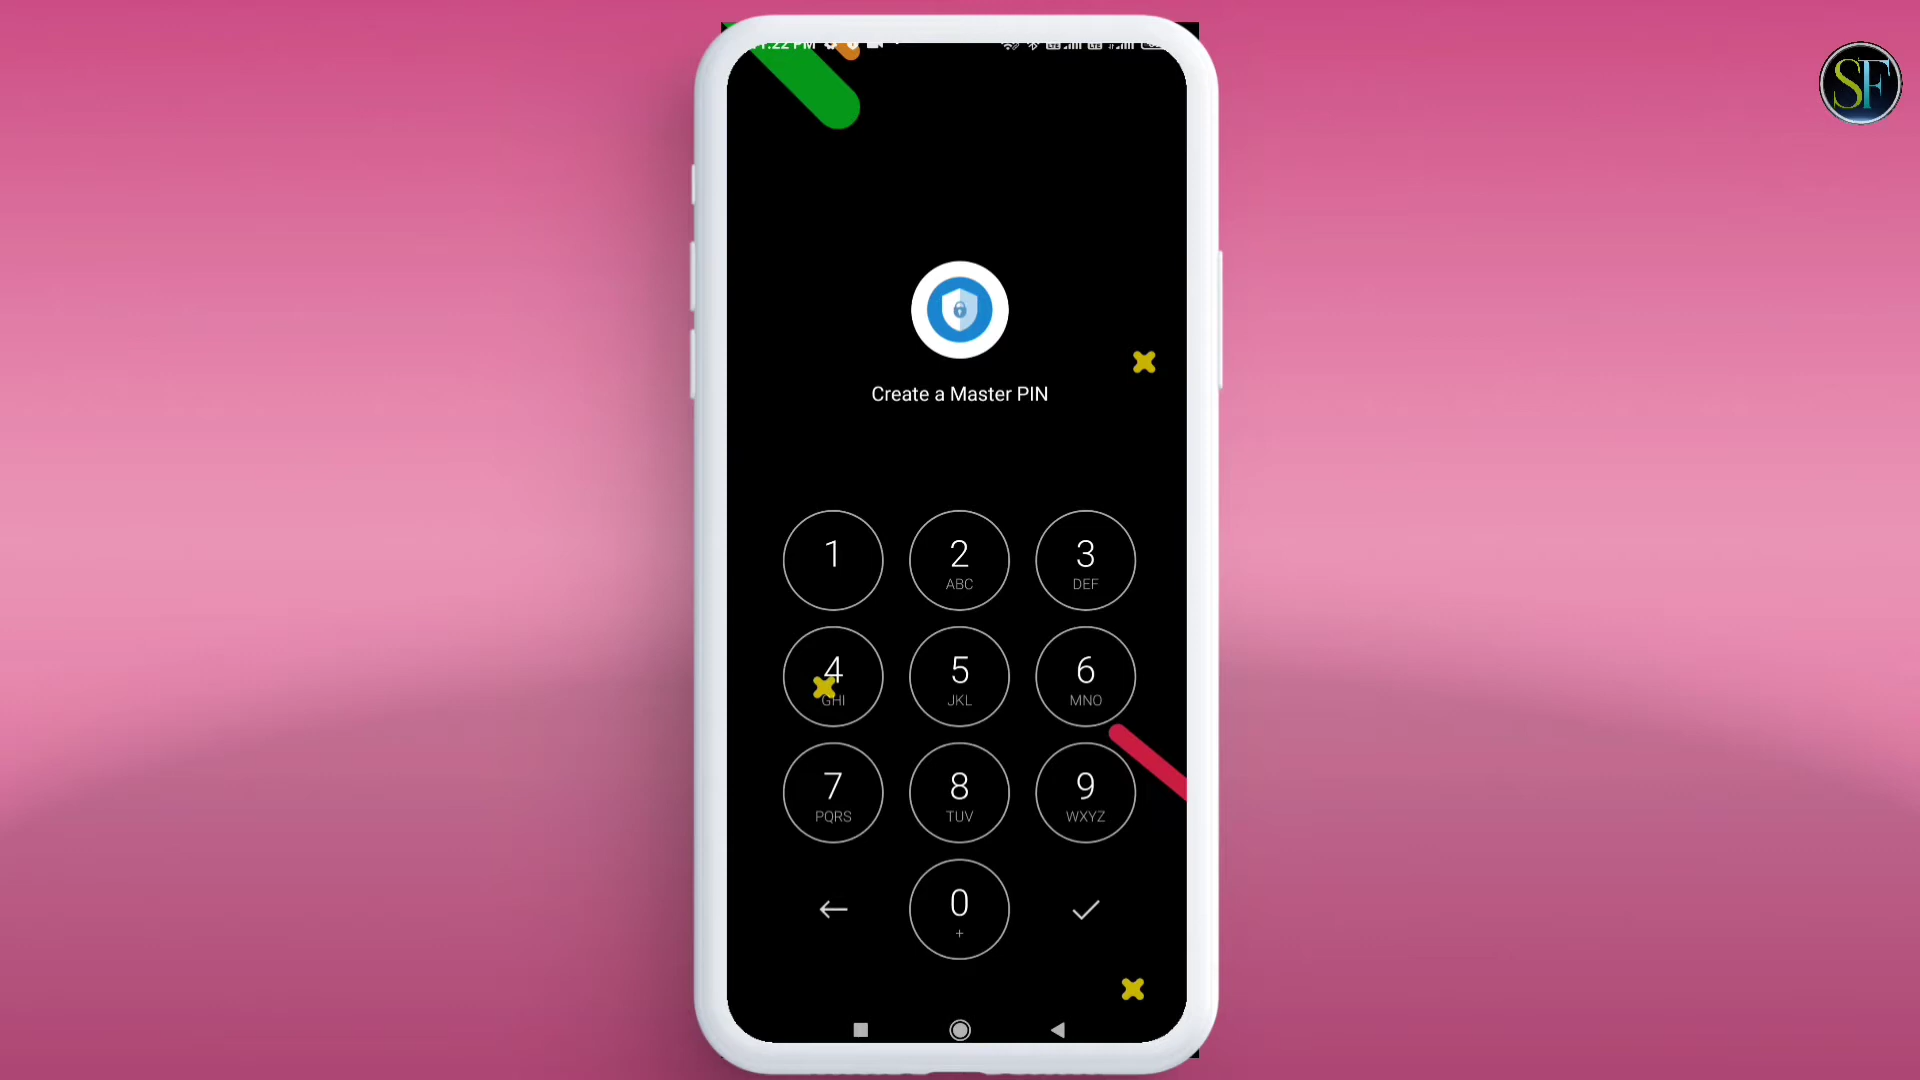 SF
Create a Master PIN
1
2
ABC
3
DEF
4
GHI
5
JKL
6
MNO
7
PQRS
8
TUV
9
WXYZ
0
+